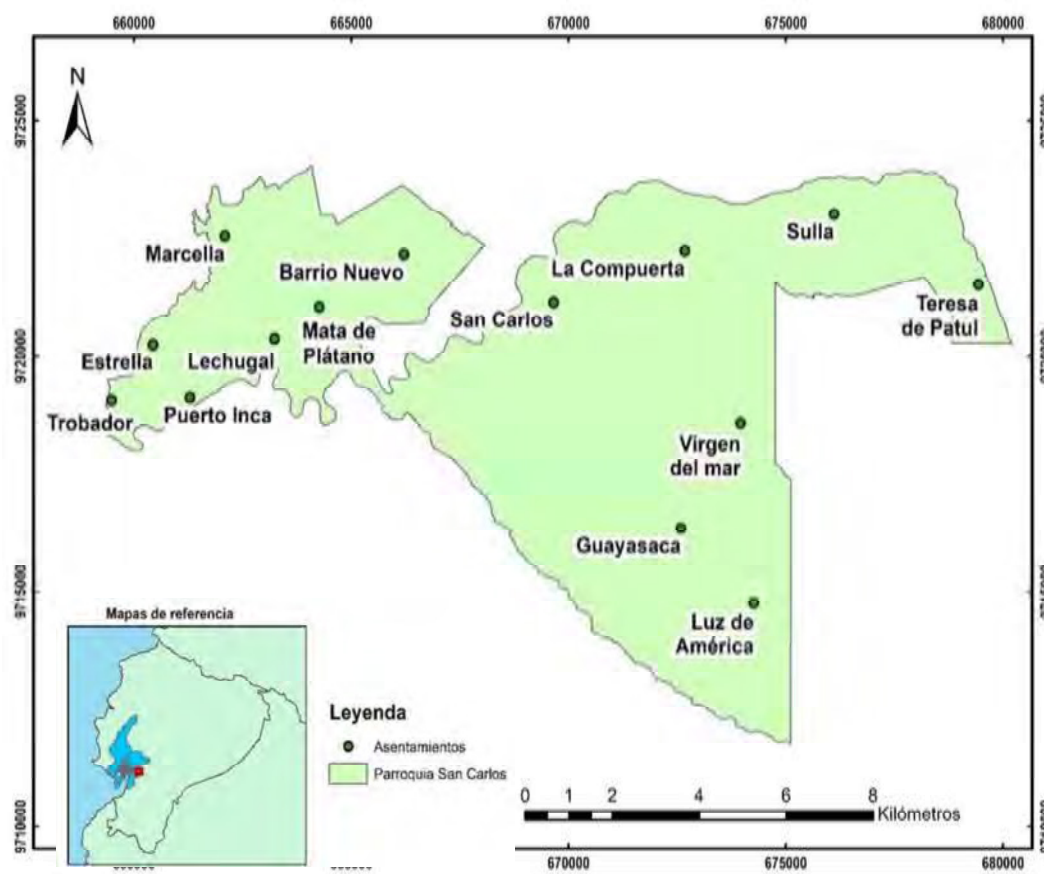 660000 665000 670000 675000 680000
N
9725000
9720000
9715000
9710000
Sulla
Marcella
La Compuerta
Barrio Nuevo
Teresa
de Patul
San Carlos
Mata de
Plátano
Estrella
Lechugal
Trobador
Puerto Inca
Virgen
del mar
Guayasaca
Luz de
América
Mapas de referencia
Leyenda
Asentamientos
Parroquia San Carlos
0 1 2 4 6 8
Kilómetros
670000 675000 680000